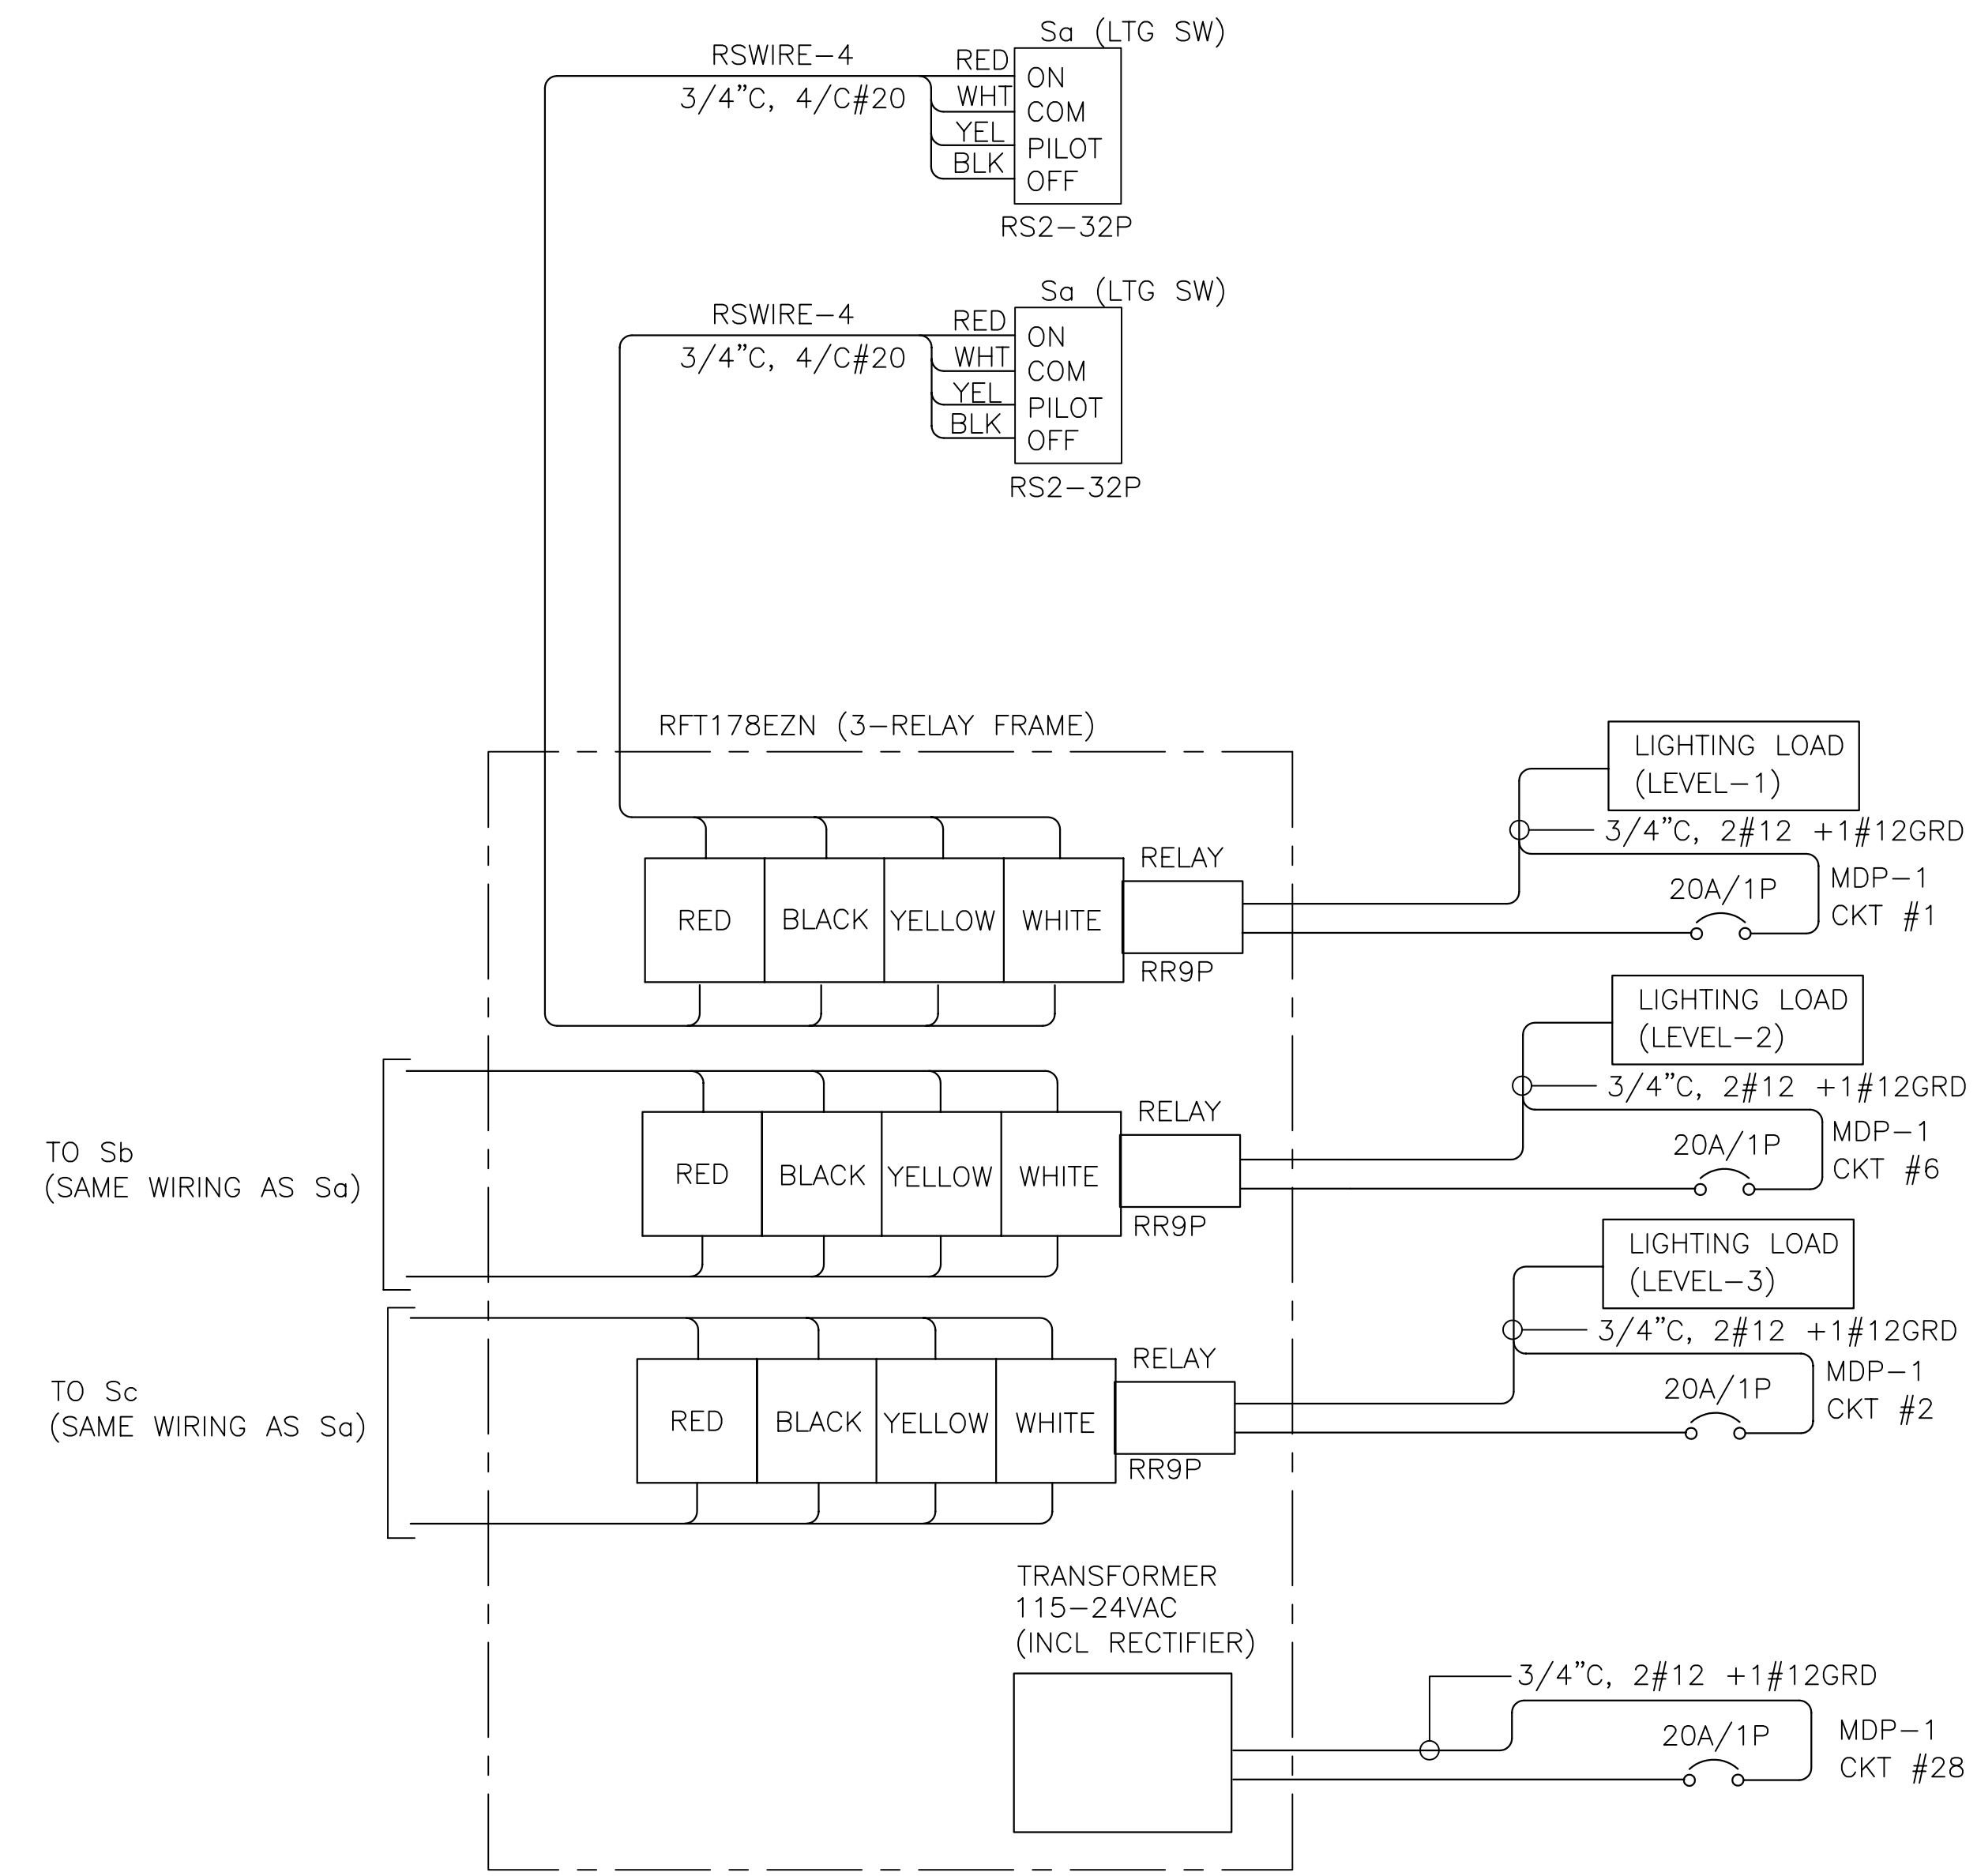 Sa (LTG SW)
RSWIRE-4
3/4"C, 4/C#20
RED
WHT
YEL
BLK
ON
COM
PILOT
OFF
RS2-32P
Sa (LTG SW)
RSWIRE-4
3/4"C, 4/C#20
RED
WHT
YEL
BLK
ON
COM
PILOT
OFF
RS2-32P
RFT178EZN (3-RELAY FRAME)
RED
BLACK
YELLOW
WHITE
RELAY
RR9P
LIGHTING LOAD
(LEVEL-1)
3/4"C, 2#12 +1#12GRD
20A/1P
MDP-1
CKT #1
TO Sb
(SAME WIRING AS Sa)
RED
BLACK
YELLOW
WHITE
RELAY
RR9P
LIGHTING LOAD
(LEVEL-2)
3/4"C, 2#12 +1#12GRD
20A/1P
MDP-1
CKT #6
TO Sc
(SAME WIRING AS Sa)
RED
BLACK
YELLOW
WHITE
RELAY
RR9P
LIGHTING LOAD
(LEVEL-3)
3/4"C, 2#12 +1#12GRD
20A/1P
MDP-1
CKT #2
TRANSFORMER
115-24VAC
(INCL RECTIFIER)
3/4"C, 2#12 +1#12GRD
20A/1P
MDP-1
CKT #28